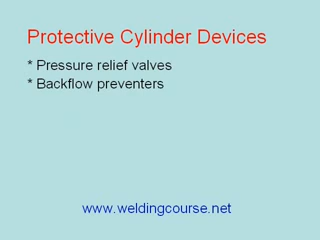 Protective Cylinder Devices
* Pressure relief valves
* Backflow preventers
www.weldingcourse.net